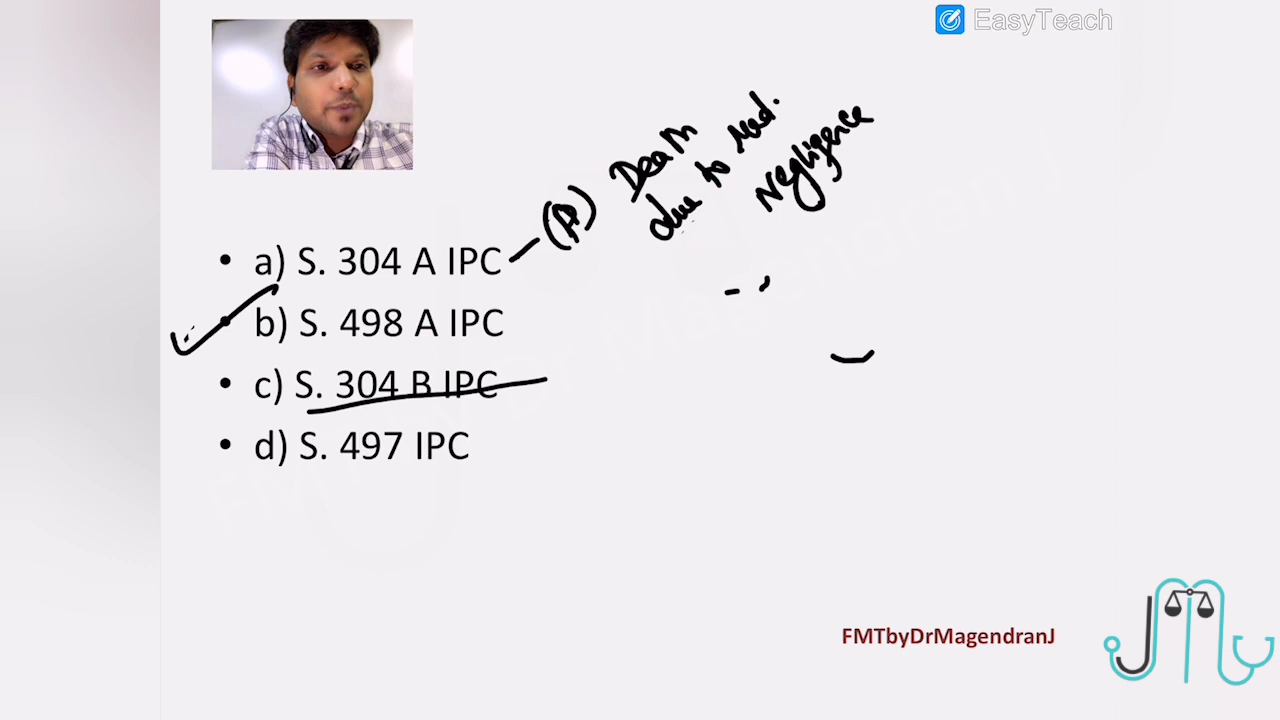 EasyTeach
(A) Death
due to Med.
Negligence
• a) S. 304 A IPC
• b) S. 498 A IPC
• c) S. 304 B IPC
• d) S. 497 IPC
FMTbyDrMagendranJ